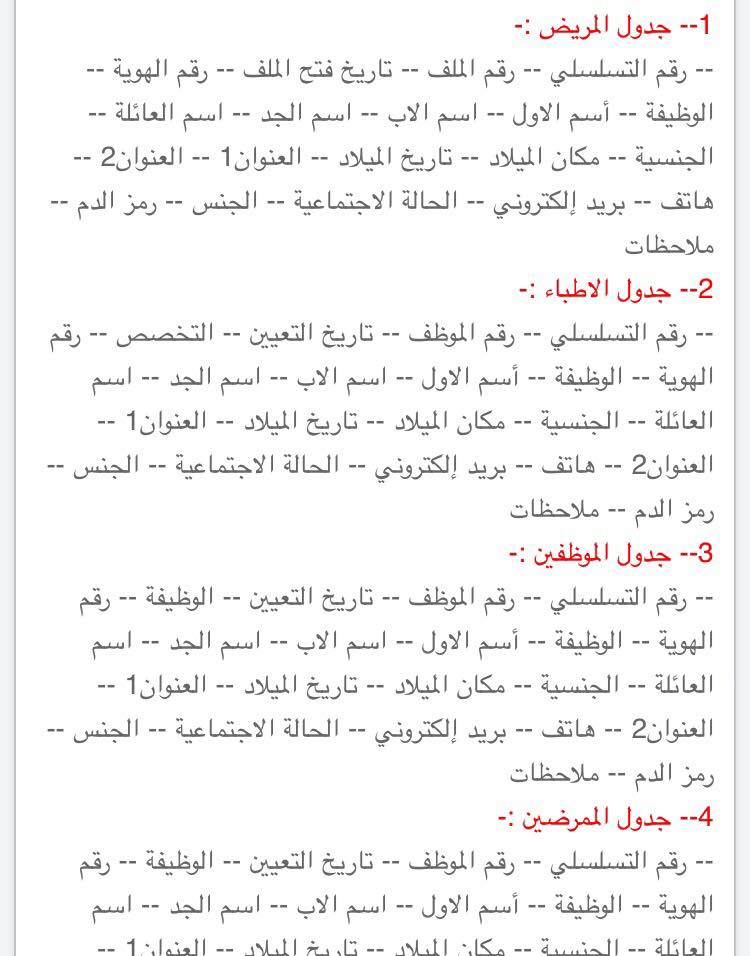 1-- جدول المريض :-
-- رقم التسلسلي -- رقم الملف -- تاريخ فتح الملف -- رقم الهوية --
الوظيفة -- أسم الاول -- اسم الاب -- اسم الجد -- اسم العائلة --
الجنسية -- مكان الميلاد -- تاريخ الميلاد -- العنوان1 -- العنوان2 --
هاتف -- بريد إلكتروني -- الحالة الاجتماعية -- الجنس -- رمز الدم --
ملاحظات
2-- جدول الاطباء :-
-- رقم التسلسلي -- رقم الموظف -- تاريخ التعيين -- التخصص -- رقم
الهوية -- الوظيفة -- أسم الاول -- اسم الاب -- اسم الجد -- اسم
العائلة -- الجنسية -- مكان الميلاد -- تاريخ الميلاد -- العنوان1 --
العنوان2 -- هاتف -- بريد إلكتروني -- الحالة الاجتماعية -- الجنس --
رمز الدم -- ملاحظات
3-- جدول الموظفين :-
-- رقم التسلسلي -- رقم الموظف -- تاريخ التعيين -- الوظيفة -- رقم
الهوية -- الوظيفة -- أسم الاول -- اسم الاب -- اسم الجد -- اسم
العائلة -- الجنسية -- مكان الميلاد -- تاريخ الميلاد -- العنوان1 --
العنوان2 -- هاتف -- بريد إلكتروني -- الحالة الاجتماعية -- الجنس --
رمز الدم -- ملاحظات
4-- جدول الممرضين :-
-- رقم التسلسلي -- رقم الموظف -- تاريخ التعيين -- الوظيفة -- رقم
الهوية -- الوظيفة -- أسم الاول -- اسم الاب -- اسم الجد -- اسم
العائلة -- الجنسية -- مكان الميلاد -- تاريخ الميلاد -- العنوان1 --